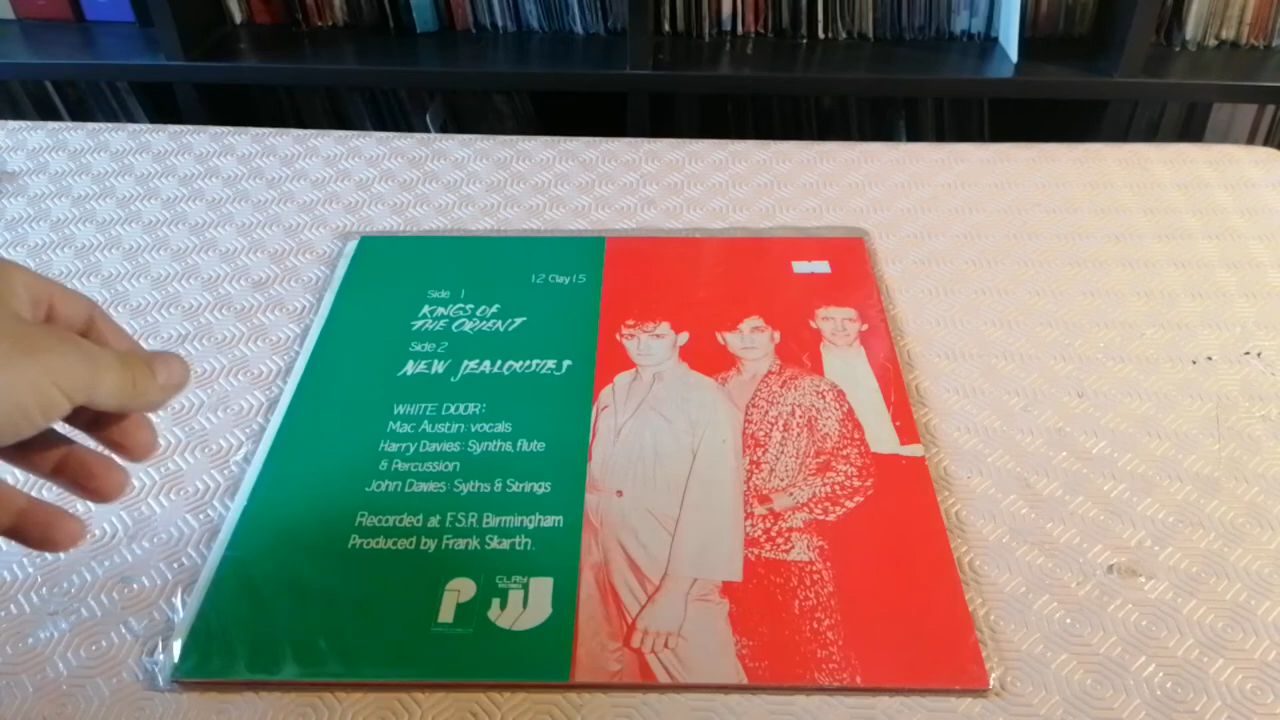 12 Clay 15
Side 1
KINGS OF
THE ORIENT
Side 2
NEW JEALOUSIES
WHITE DOOR:
Mac Austin: vocals
Harry Davies: Synths, flute
& Percussion
John Davies: Syths & Strings
Recorded at F.S.R. Birmingham
Produced by Frank Skarth.
CLAY
RECORDS